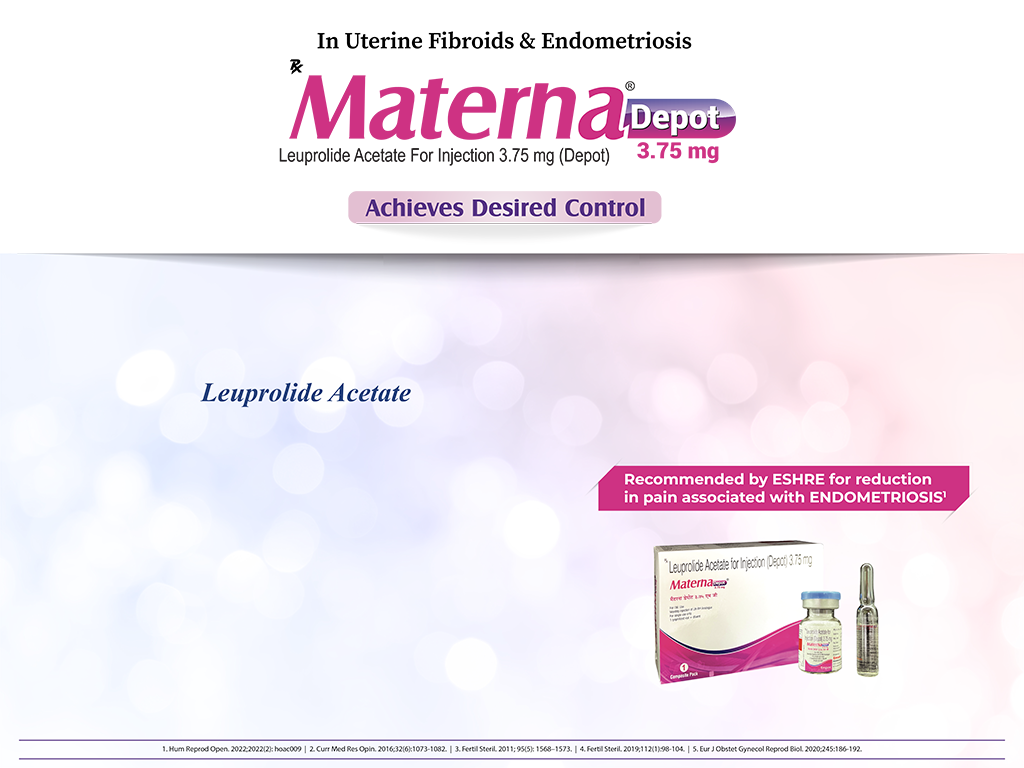 In Uterine Fibroids & Endometriosis
℞
Materna® Depot
Leuprolide Acetate For Injection 3.75 mg (Depot)
3.75 mg
Achieves Desired Control
Leuprolide Acetate
Recommended by ESHRE for reduction
in pain associated with ENDOMETRIOSIS¹
Leuprolide Acetate for Injection (Depot) 3.75 mg
Materna Depot
1
Composite Pack
1. Hum Reprod Open. 2022;2022(2): hoac009 | 2. Curr Med Res Opin. 2016;32(6):1073-1082. | 3. Fertil Steril. 2011; 95(5): 1568–1573. | 4. Fertil Steril. 2019;112(1):98-104. | 5. Eur J Obstet Gynecol Reprod Biol. 2020;245:186-192.